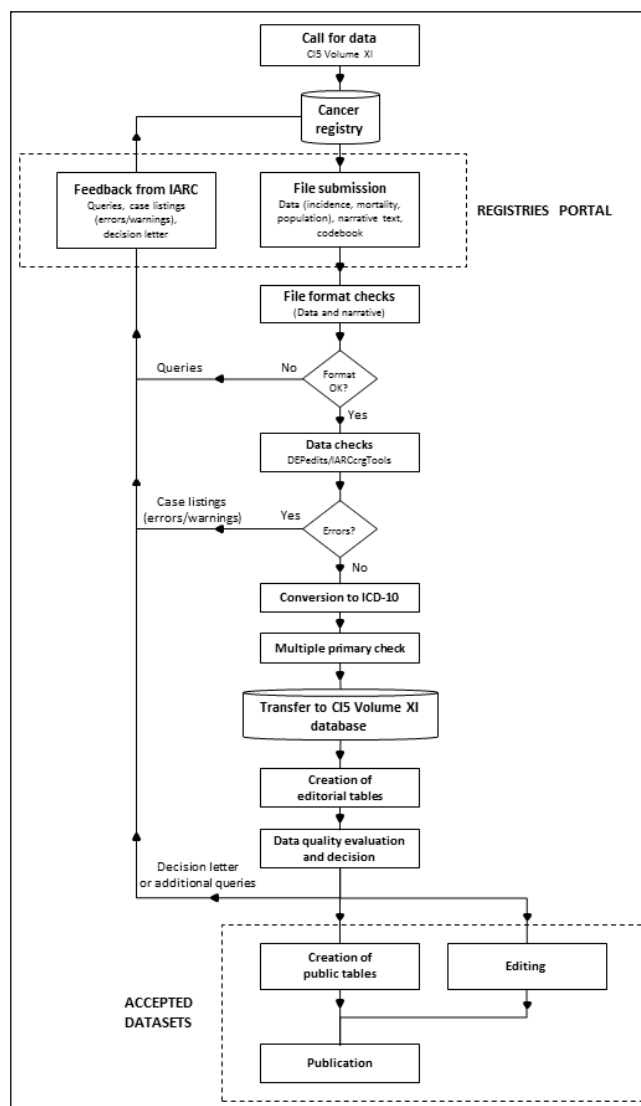 Call for data
CI5 Volume XI
Cancer
registry
Feedback from IARC
Queries, case listings
(errors/warnings),
decision letter
File submission
Data (incidence, mortality,
population), narrative text,
codebook
REGISTRIES PORTAL
File format checks
(Data and narrative)
Queries
No
Format
OK?
Yes
Data checks
DEPedits/IARCcrgTools
Case listings
(errors/warnings)
Yes
Errors?
No
Conversion to ICD-10
Multiple primary check
Transfer to CI5 Volume XI
database
Creation of
editorial tables
Data quality evaluation
and decision
Decision letter
or additional queries
Creation of
public tables
Editing
ACCEPTED
DATASETS
Publication